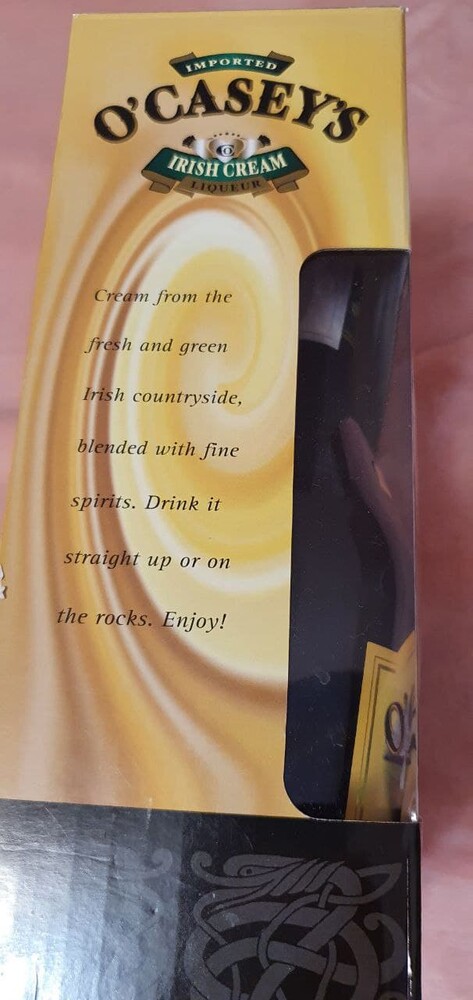 IMPORTED
O'CASEY'S
IRISH CREAM
LIQUEUR
Cream from the
fresh and green
Irish countryside,
blended with fine
spirits. Drink it
straight up or on
the rocks. Enjoy!